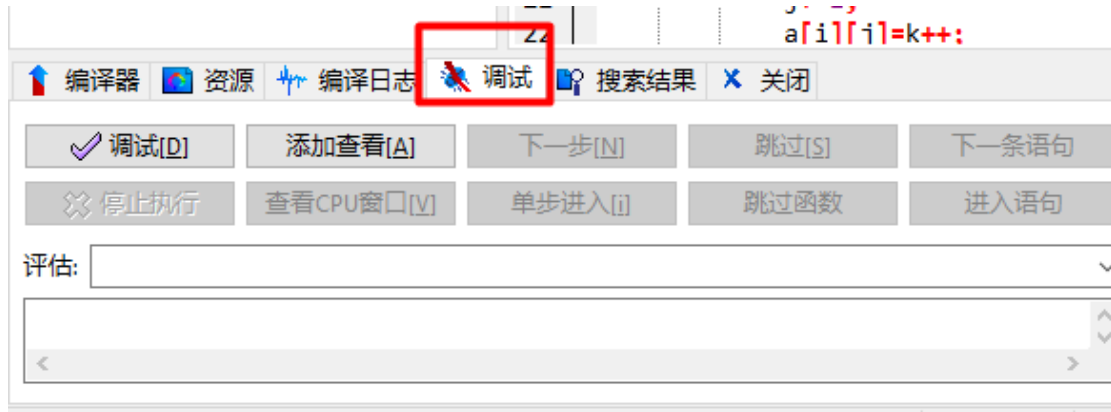 22 a[i][j]=k++;
编译器 资源 编译日志 调试 搜索结果 关闭
调试[D] 添加查看[A] 下一步[N] 跳过[S] 下一条语句
停止执行 查看CPU窗口[V] 单步进入[i] 跳过函数 进入语句
评估: